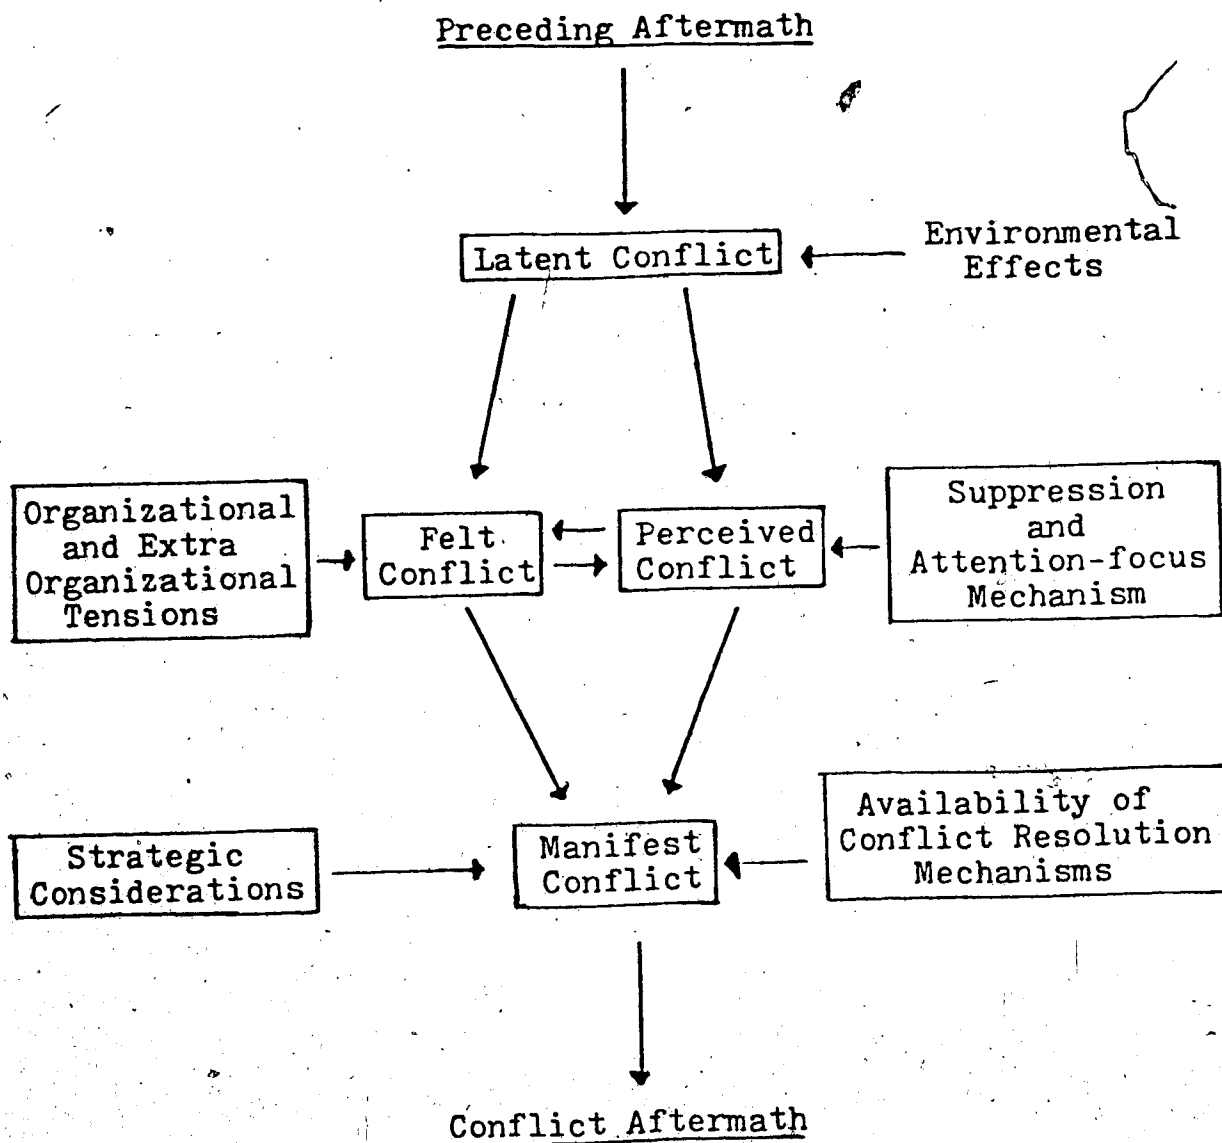 Preceding Aftermath
Latent Conflict
Environmental
Effects
Organizational
and Extra
Organizational
Tensions
Felt
Conflict
Perceived
Conflict
Suppression
and
Attention-focus
Mechanism
Strategic
Considerations
Manifest
Conflict
Availability of
Conflict Resolution
Mechanisms
Conflict Aftermath